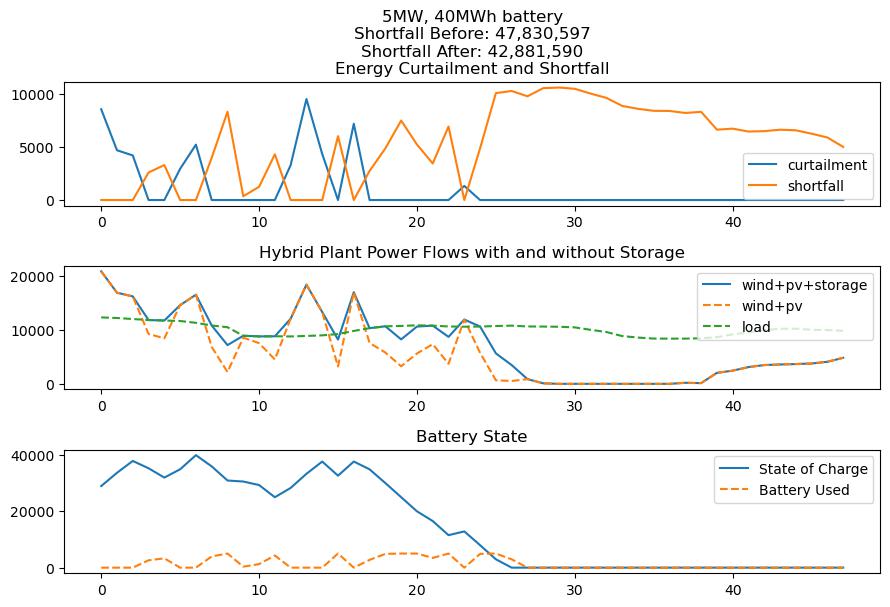 5MW, 40MWh battery
Shortfall Before: 47,830,597
Shortfall After: 42,881,590
Energy Curtailment and Shortfall
10000
5000
0
curtailment
shortfall
0 10 20 30 40
Hybrid Plant Power Flows with and without Storage
20000
10000
0
wind+pv+storage
wind+pv
load
0 10 20 30 40
Battery State
40000
20000
0
State of Charge
Battery Used
0 10 20 30 40